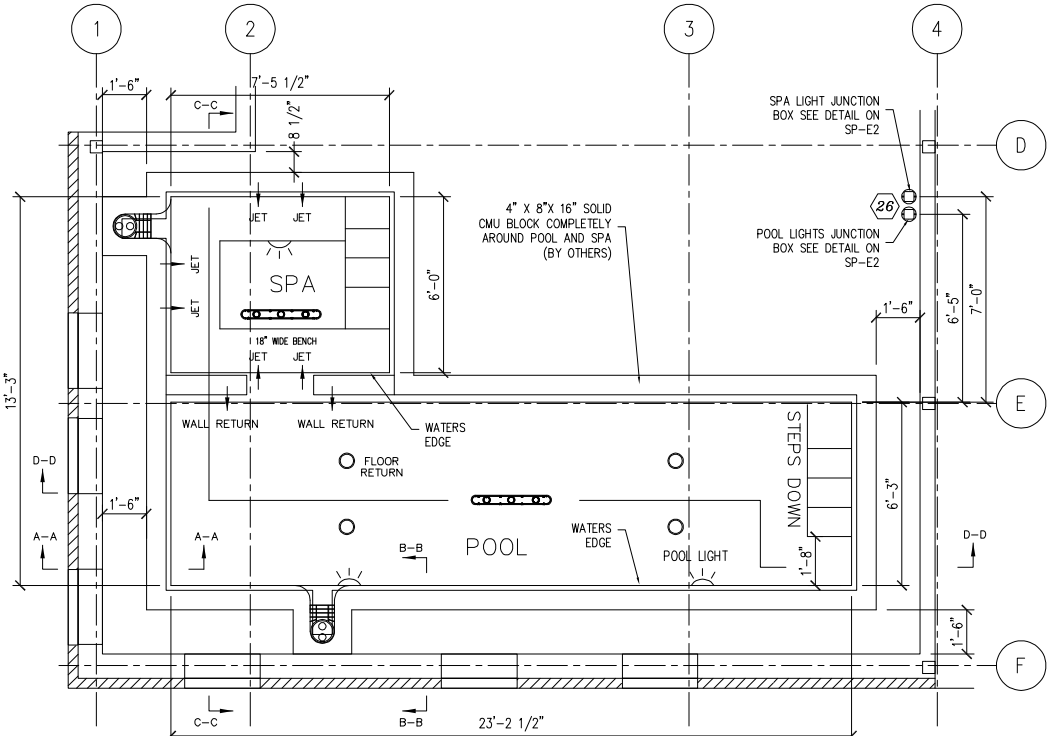 1
2
3
4
1'-6"
7'-5 1/2"
C-C
8 1/2"
SPA LIGHT JUNCTION
BOX SEE DETAIL ON
SP-E2
D
26
POOL LIGHTS JUNCTION
BOX SEE DETAIL ON
SP-E2
4" X 8"X 16" SOLID
CMU BLOCK COMPLETELY
AROUND POOL AND SPA
(BY OTHERS)
JET
JET
JET
JET
SPA
6'-0"
18" WIDE BENCH
JET
JET
1'-6"
6'-5"
7'-0"
13'-3"
E
WALL RETURN
WALL RETURN
WATERS
EDGE
FLOOR
RETURN
STEPS DOWN
6'-3"
D-D
1'-6"
A-A
A-A
B-B
POOL
WATERS
EDGE
POOL LIGHT
1'-8"
D-D
1'-6"
F
C-C
B-B
23'-2 1/2"